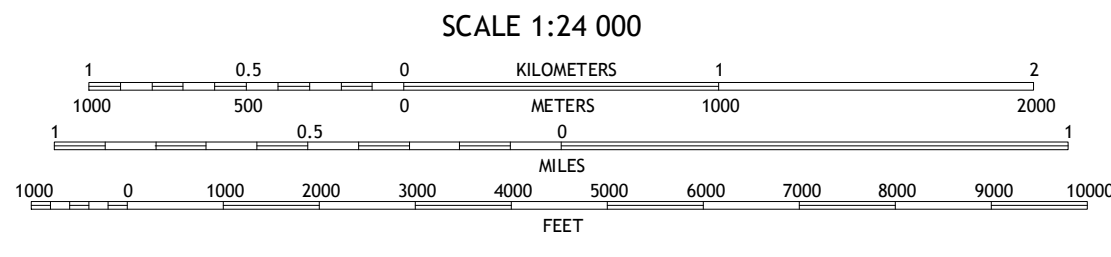 SCALE 1:24 000
1 0.5 0 KILOMETERS 1 2
1000 500 0 METERS 1000 2000
1 0.5 0 1
MILES
1000 0 1000 2000 3000 4000 5000 6000 7000 8000 9000 10000
FEET